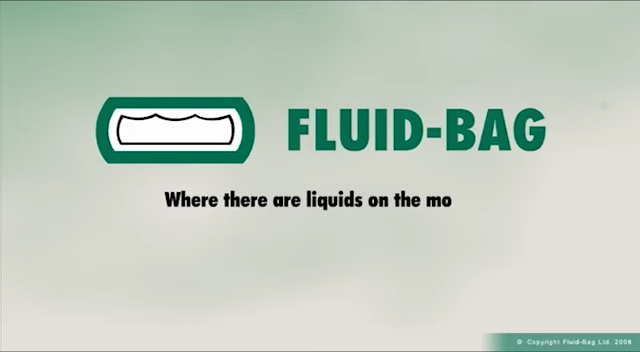 FLUID-BAG
Where there are liquids on the mo
© Copyright Fluid-Bag Ltd. 2008